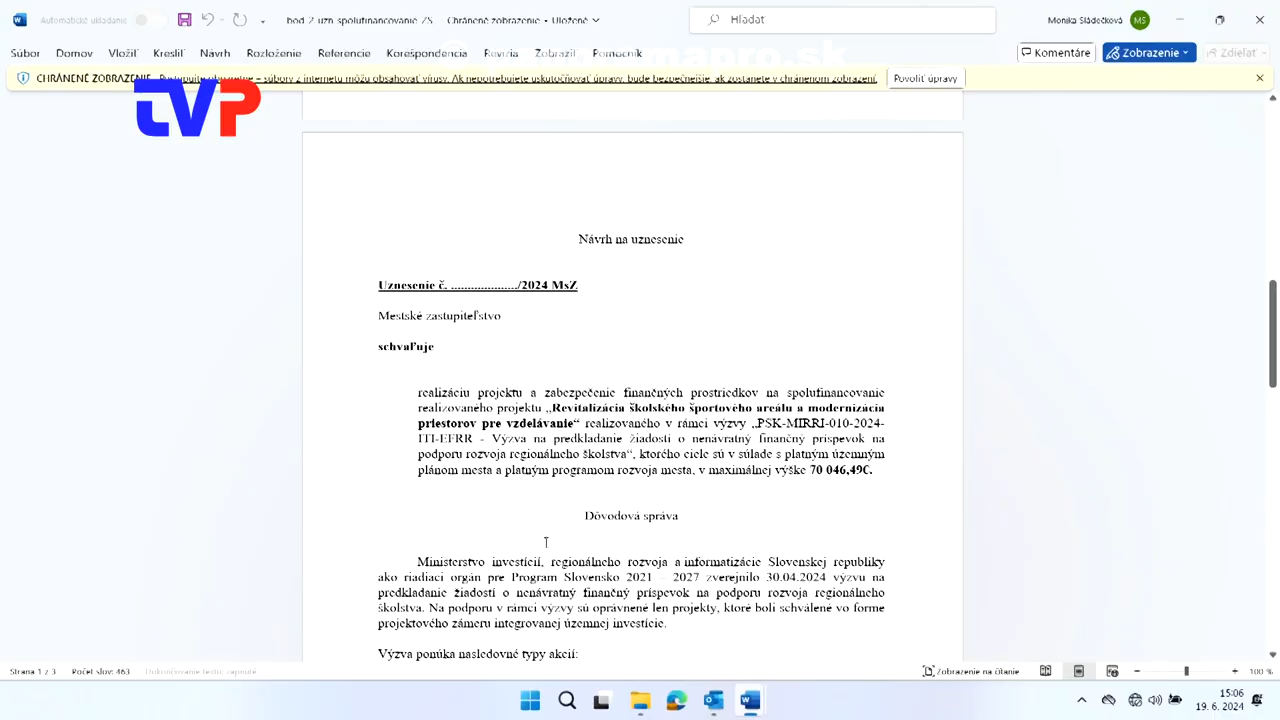 Automatické ukladanie
bod 2 uzn spolufinancovanie ZS - Chránené zobrazenie • Uložené
Hľadať
Monika Sládečková
MS
Súbor Domov Vložiť Kresliť Návrh Rozloženie Referencie Korešpondencia Revízia Zobraziť Pomocník
Komentáre
Zobrazenie
Zdieľať
mapro.sk
CHRÁNENÉ ZOBRAZENIE Postupujte obozretne – súbory z internetu môžu obsahovať vírusy. Ak nepotrebujete uskutočňovať úpravy, bude bezpečnejšie, ak zostanete v chránenom zobrazení.
Povoliť úpravy
tVP
Návrh na uznesenie
Uznesenie č. ..................../2024 MsZ
Mestské zastupiteľstvo
schvaľuje
realizáciu projektu a zabezpečenie finančných prostriedkov na spolufinancovanie
realizovaného projektu „Revitalizácia školského športového areálu a modernizácia
priestorov pre vzdelávanie“ realizovaného v rámci výzvy „PSK-MIRRI-010-2024-
ITI-EFRR - Výzva na predkladanie žiadostí o nenávratný finančný príspevok na
podporu rozvoja regionálneho školstva“, ktorého ciele sú v súlade s platným územným
plánom mesta a platným programom rozvoja mesta, v maximálnej výške 70 046,49€.
Dôvodová správa
Ministerstvo investícií, regionálneho rozvoja a informatizácie Slovenskej republiky
ako riadiaci orgán pre Program Slovensko 2021 – 2027 zverejnilo 30.04.2024 výzvu na
predkladanie žiadostí o nenávratný finančný príspevok na podporu rozvoja regionálneho
školstva. Na podporu v rámci výzvy sú oprávnené len projekty, ktoré boli schválené vo forme
projektového zámeru integrovanej územnej investície.
Výzva ponúka nasledovné typy akcií:
Strana 1 z 3
Počet slov: 463
Zobrazenie na čítanie
100 %
15:06
19. 6. 2024